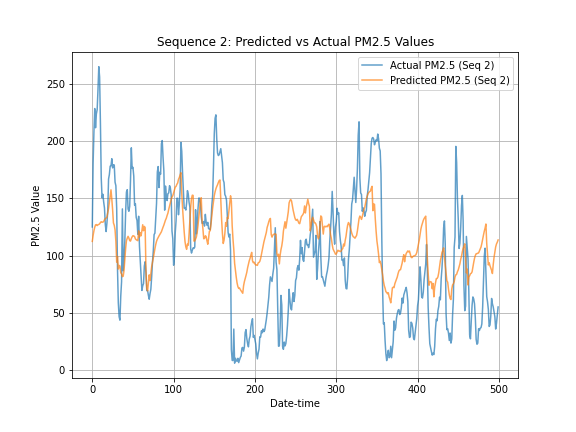 Sequence 2: Predicted vs Actual PM2.5 Values
Actual PM2.5 (Seq 2)
Predicted PM2.5 (Seq 2)
250
200
150
100
50
0
PM2.5 Value
0 100 200 300 400 500
Date-time